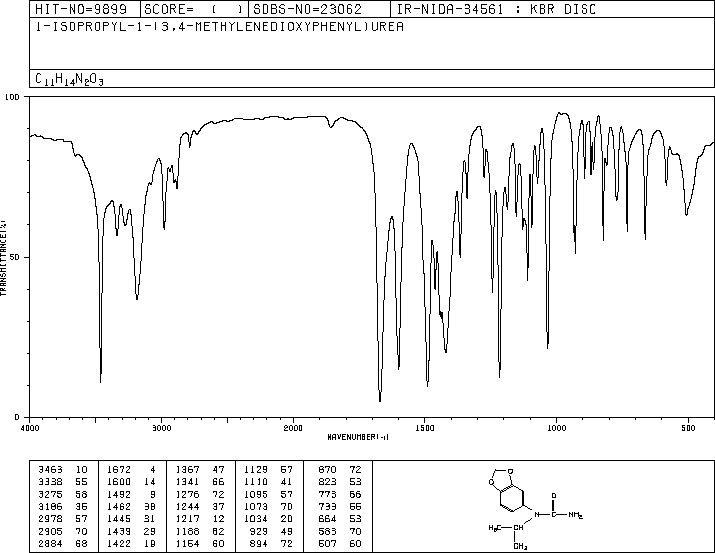 HIT-NO=9899 SCORE= ( ) SDBS-NO=23062 IR-NIDA-34561 : KBR DISC
1-ISOPROPYL-1-(3,4-METHYLENEDIOXYPHENYL)UREA
C11H14N2O3
100
50
0
TRANSMITTANCE(%)
4000 3000 2000 1500 1000 500
WAVENUMBER(-1)
3463 10 1672 4 1367 47 1129 57 870 72
3338 55 1600 14 1341 66 1110 41 823 53
3275 58 1492 9 1276 72 1095 57 773 66
3186 35 1462 38 1244 37 1073 70 733 55
2978 57 1445 31 1217 12 1034 20 664 53
2905 70 1439 29 1188 62 929 49 583 70
2884 68 1422 19 1154 60 894 72 507 60
O
O
O
N—C—NH2
H3C—CH
CH3